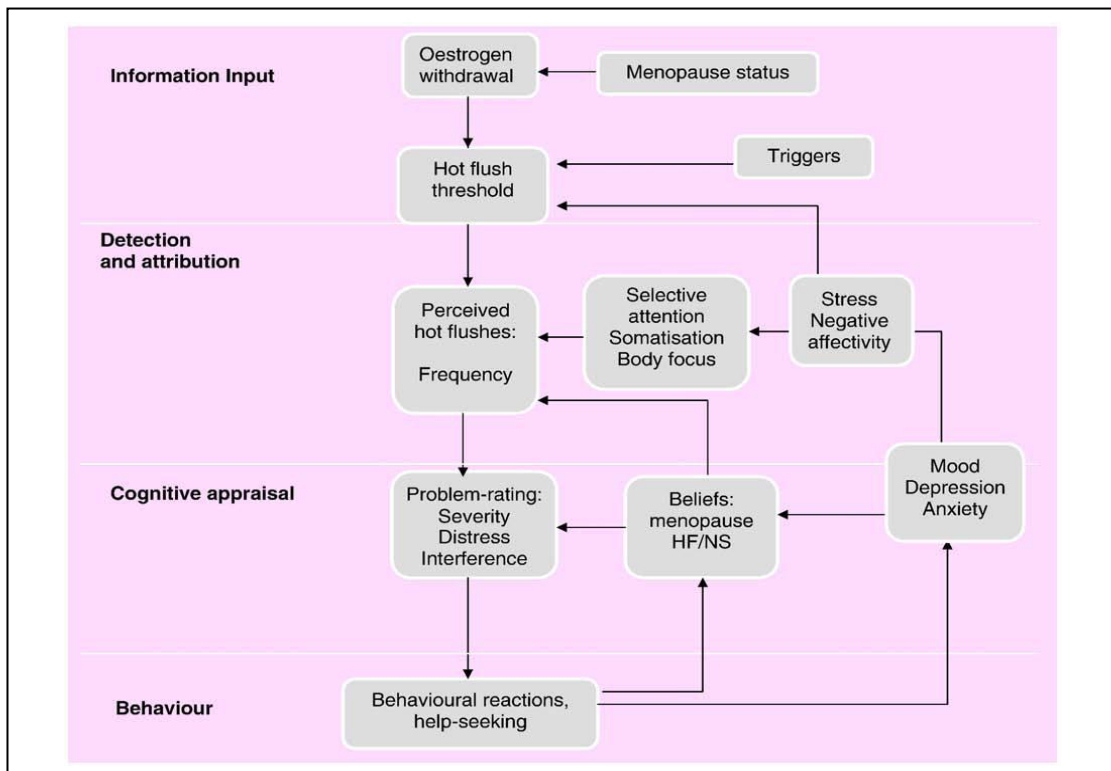 Information Input
Oestrogen
withdrawal
Menopause status
Hot flush
threshold
Triggers
Detection
and attribution
Perceived
hot flushes:
Frequency
Selective
attention
Somatisation
Body focus
Stress
Negative
affectivity
Cognitive appraisal
Problem-rating:
Severity
Distress
Interference
Beliefs:
menopause
HF/NS
Mood
Depression
Anxiety
Behaviour
Behavioural reactions,
help-seeking